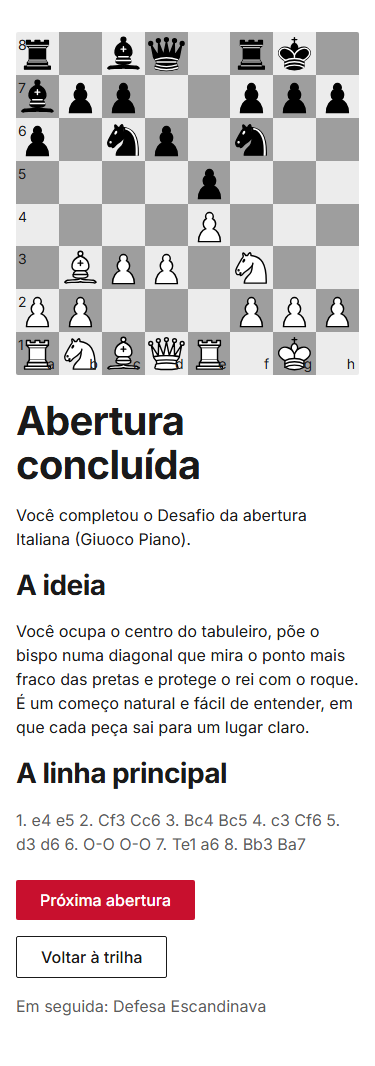 8
7
6
5
4
3
2
1
a b c d e f g h
Abertura
concluída
Você completou o Desafio da abertura
Italiana (Giuoco Piano).
A ideia
Você ocupa o centro do tabuleiro, põe o
bispo numa diagonal que mira o ponto mais
fraco das pretas e protege o rei com o roque.
É um começo natural e fácil de entender, em
que cada peça sai para um lugar claro.
A linha principal
1. e4 e5 2. Cf3 Cc6 3. Bc4 Bc5 4. c3 Cf6 5.
d3 d6 6. O-O O-O 7. Te1 a6 8. Bb3 Ba7
Próxima abertura
Voltar à trilha
Em seguida: Defesa Escandinava